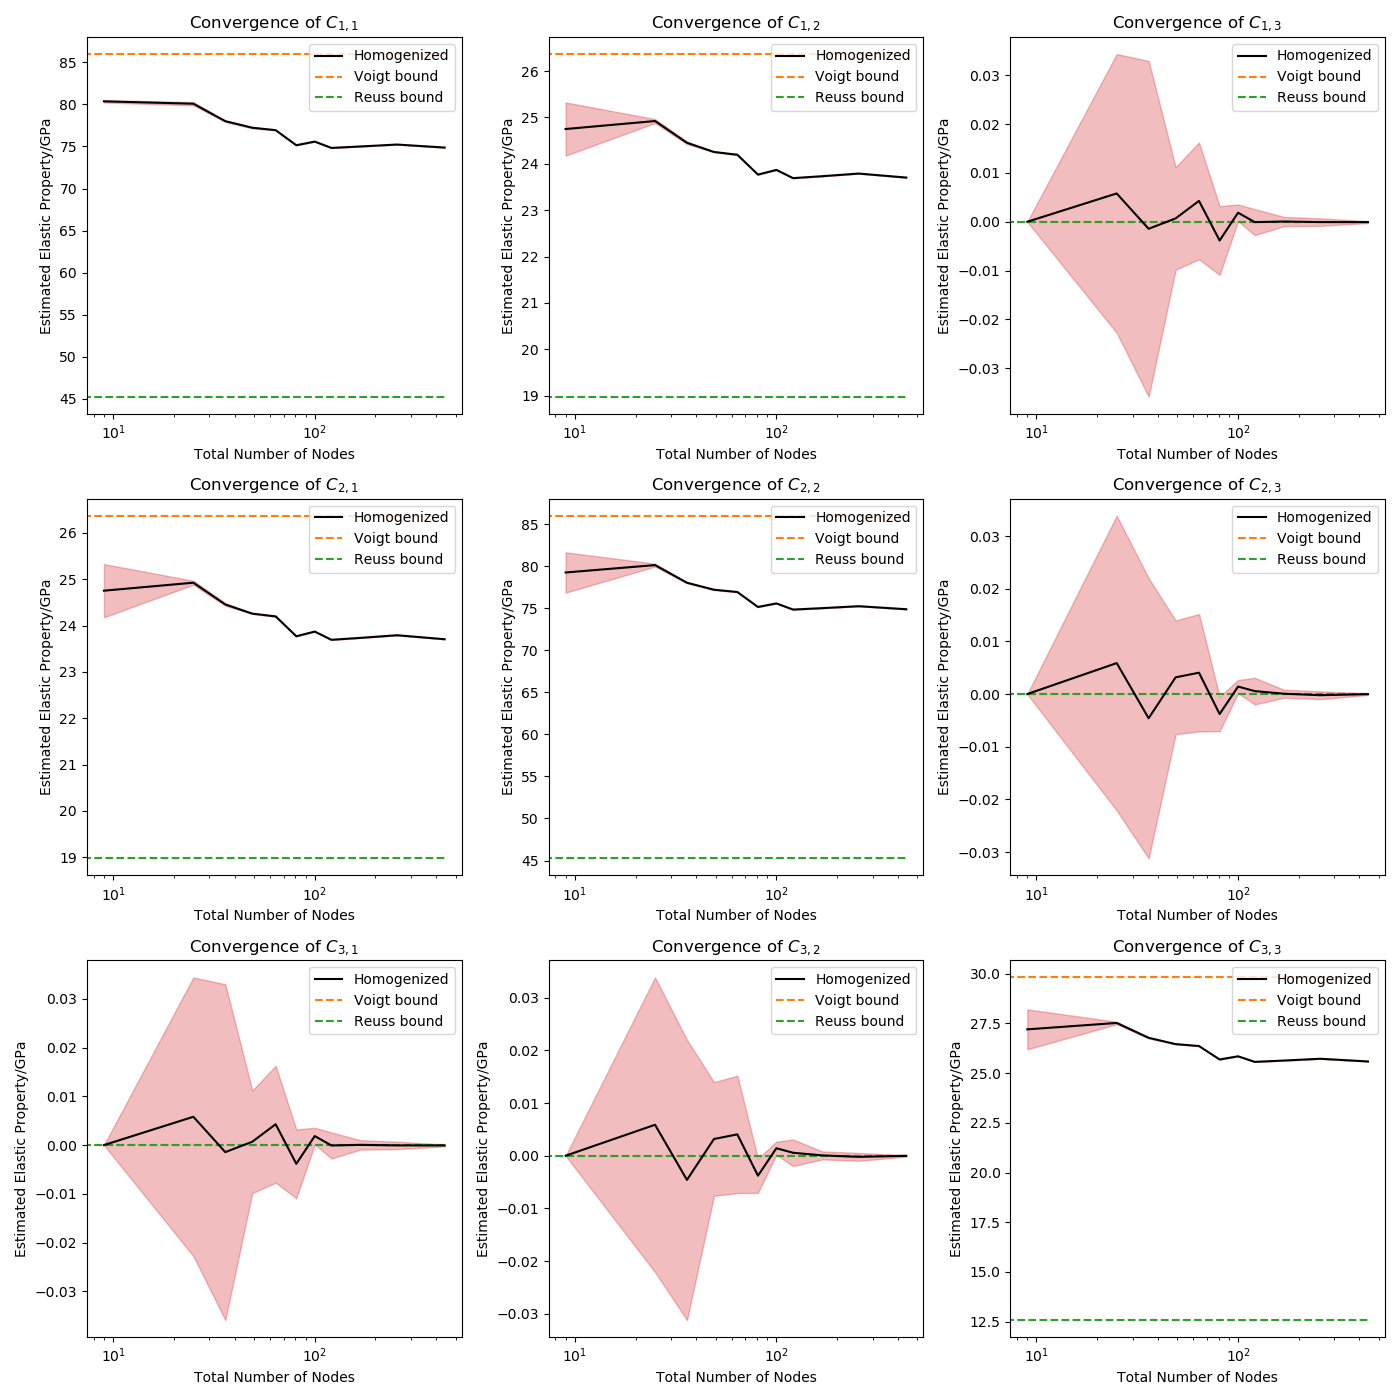 Convergence of C1,1
Estimated Elastic Property/GPa
85
80
75
70
65
60
55
50
45
Homogenized
Voigt bound
Reuss bound
10^1
10^2
Total Number of Nodes
Convergence of C1,2
Estimated Elastic Property/GPa
26
25
24
23
22
21
20
19
Homogenized
Voigt bound
Reuss bound
10^1
10^2
Total Number of Nodes
Convergence of C1,3
Estimated Elastic Property/GPa
0.03
0.02
0.01
0.00
−0.01
−0.02
−0.03
Homogenized
Voigt bound
Reuss bound
10^1
10^2
Total Number of Nodes
Convergence of C2,1
Estimated Elastic Property/GPa
26
25
24
23
22
21
20
19
Homogenized
Voigt bound
Reuss bound
10^1
10^2
Total Number of Nodes
Convergence of C2,2
Estimated Elastic Property/GPa
85
80
75
70
65
60
55
50
45
Homogenized
Voigt bound
Reuss bound
10^1
10^2
Total Number of Nodes
Convergence of C2,3
Estimated Elastic Property/GPa
0.03
0.02
0.01
0.00
−0.01
−0.02
−0.03
Homogenized
Voigt bound
Reuss bound
10^1
10^2
Total Number of Nodes
Convergence of C3,1
Estimated Elastic Property/GPa
0.03
0.02
0.01
0.00
−0.01
−0.02
−0.03
Homogenized
Voigt bound
Reuss bound
10^1
10^2
Total Number of Nodes
Convergence of C3,2
Estimated Elastic Property/GPa
0.03
0.02
0.01
0.00
−0.01
−0.02
−0.03
Homogenized
Voigt bound
Reuss bound
10^1
10^2
Total Number of Nodes
Convergence of C3,3
Estimated Elastic Property/GPa
30.0
27.5
25.0
22.5
20.0
17.5
15.0
12.5
Homogenized
Voigt bound
Reuss bound
10^1
10^2
Total Number of Nodes